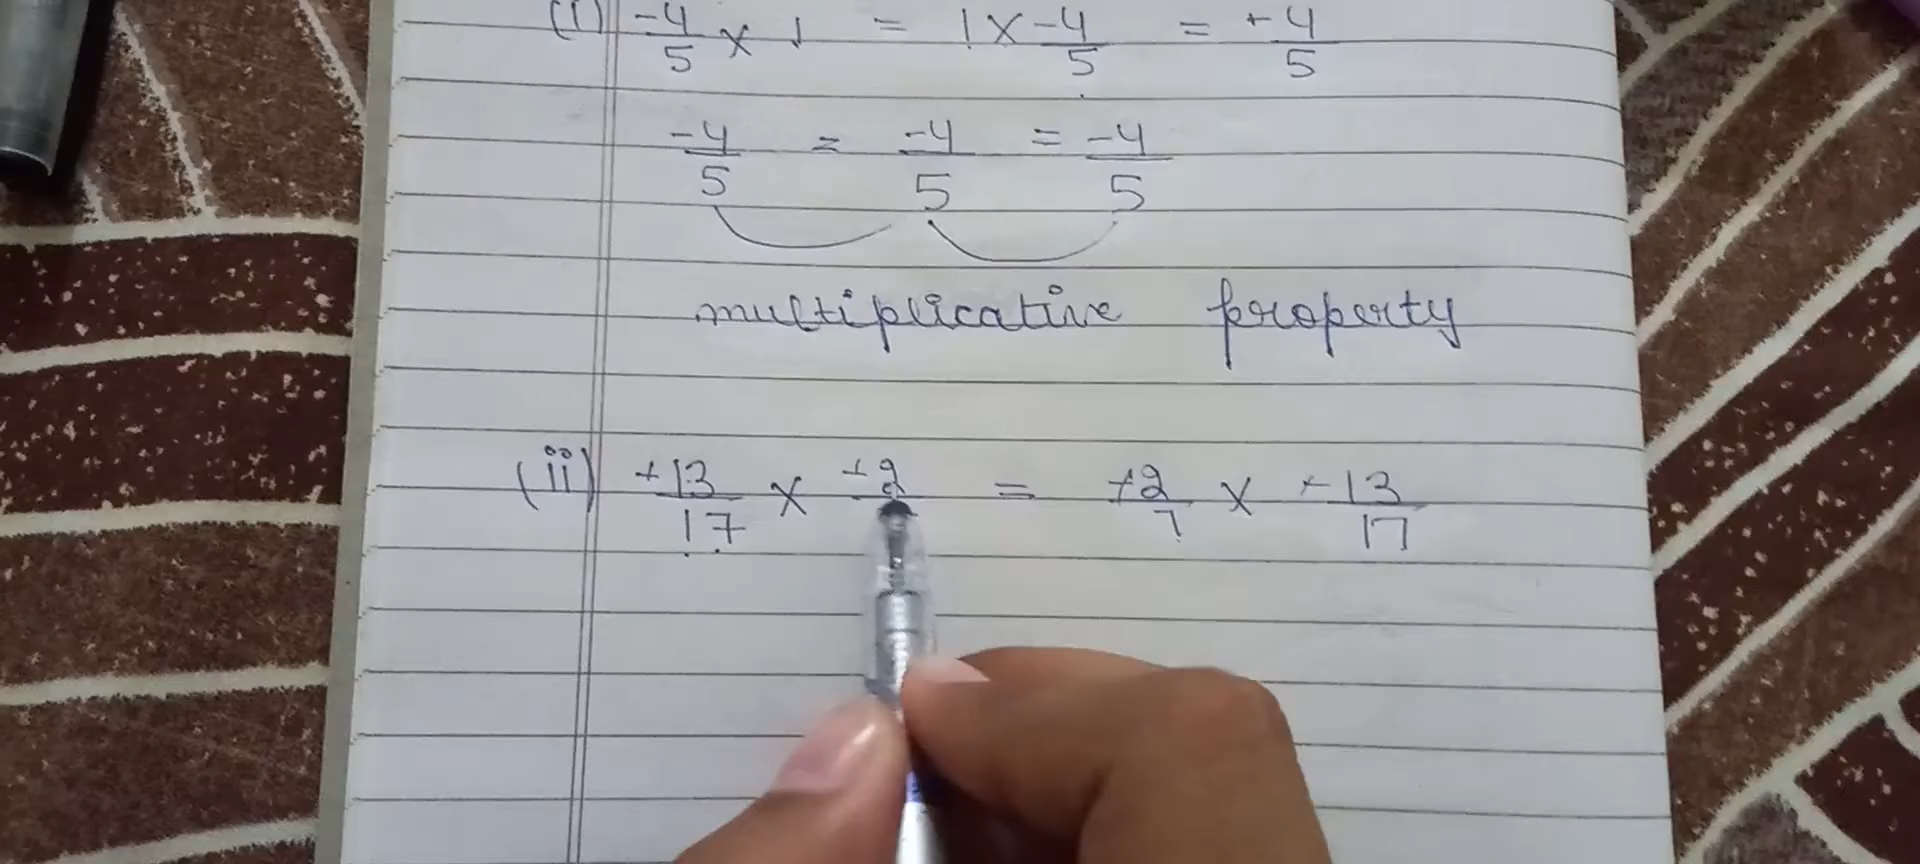 (i) -4/5 × 1 = 1 × -4/5 = -4/5
-4/5 = -4/5 = -4/5
multiplicative property
(ii) -13/17 × -2/ = -2/7 × -13/17